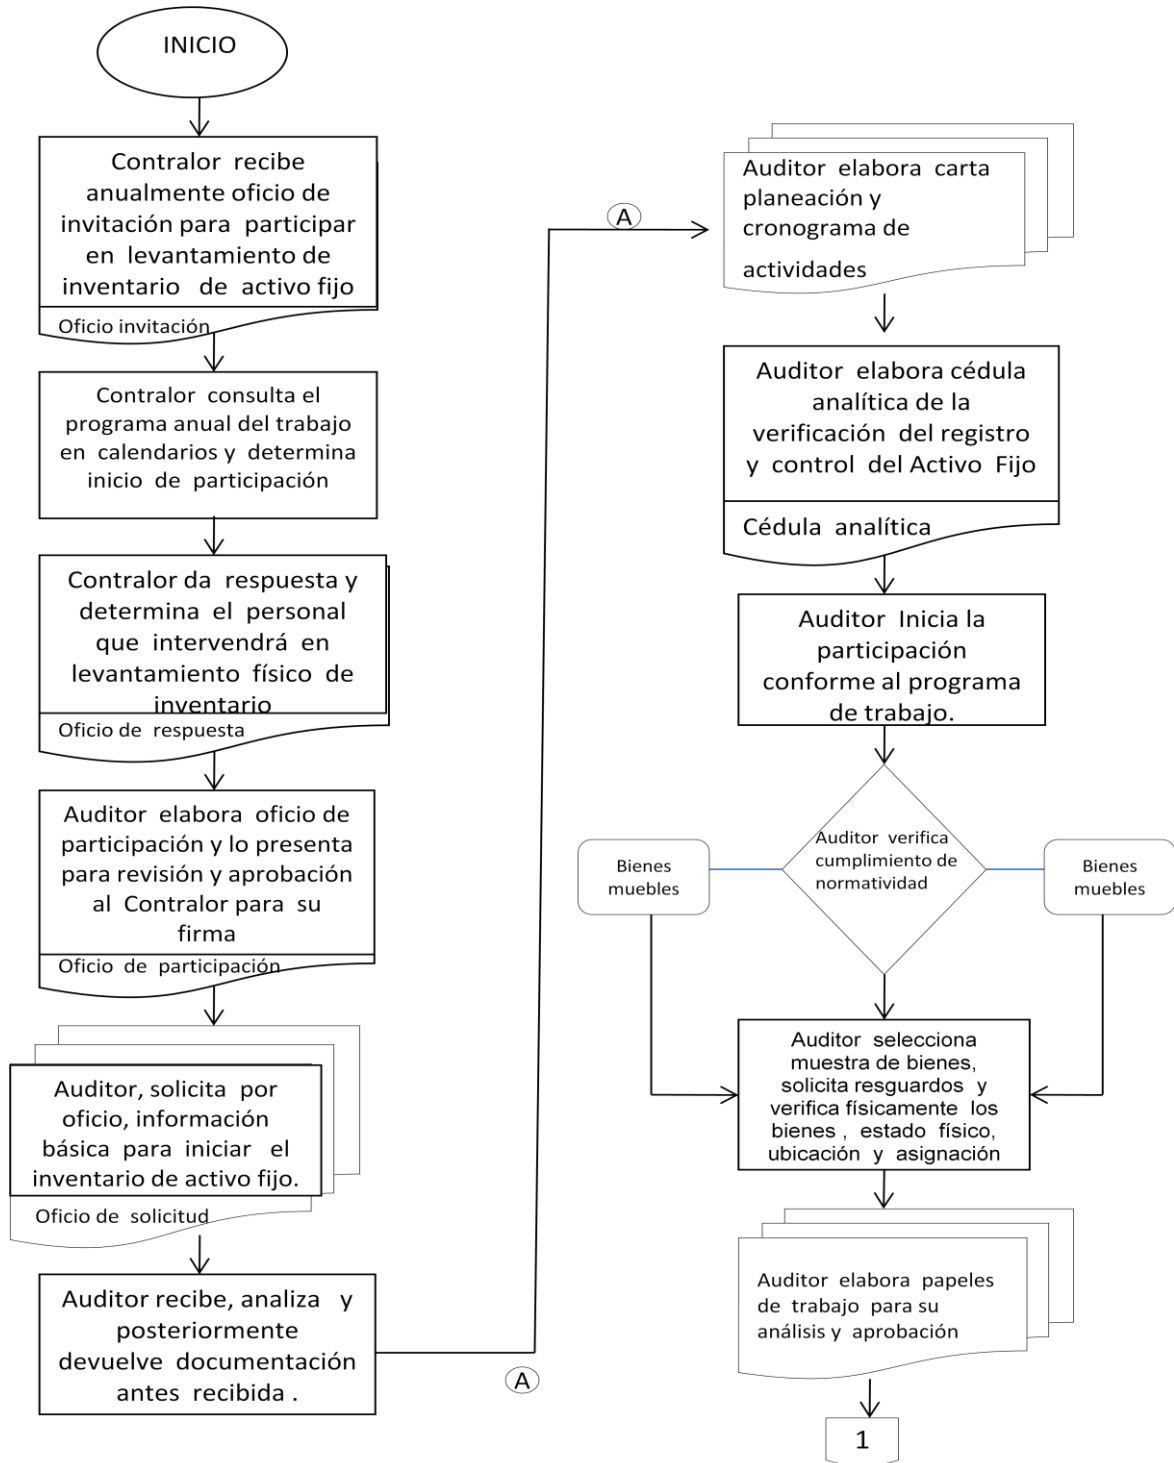 INICIO
Contralor recibe
anualmente oficio de
invitación para participar
en levantamiento de
inventario de activo fijo
Oficio invitación
Contralor consulta el
programa anual del trabajo
en calendarios y determina
inicio de participación
Contralor da respuesta y
determina el personal
que intervendrá en
levantamiento físico de
inventario
Oficio de respuesta
Auditor elabora oficio de
participación y lo presenta
para revisión y aprobación
al Contralor para su
firma
Oficio de participación
Auditor, solicita por
oficio, información
básica para iniciar el
inventario de activo fijo.
Oficio de solicitud
Auditor recibe, analiza y
posteriormente
devuelve documentación
antes recibida .
A
A
Auditor elabora carta
planeación y
cronograma de
actividades
Auditor elabora cédula
analítica de la
verificación del registro
y control del Activo Fijo
Cédula analítica
Auditor Inicia la
participación
conforme al programa
de trabajo.
Auditor verifica
cumplimiento de
normatividad
Bienes
muebles
Bienes
muebles
Auditor selecciona
muestra de bienes,
solicita resguardos y
verifica físicamente los
bienes , estado físico,
ubicación y asignación
Auditor elabora papeles
de trabajo para su
análisis y aprobación
1